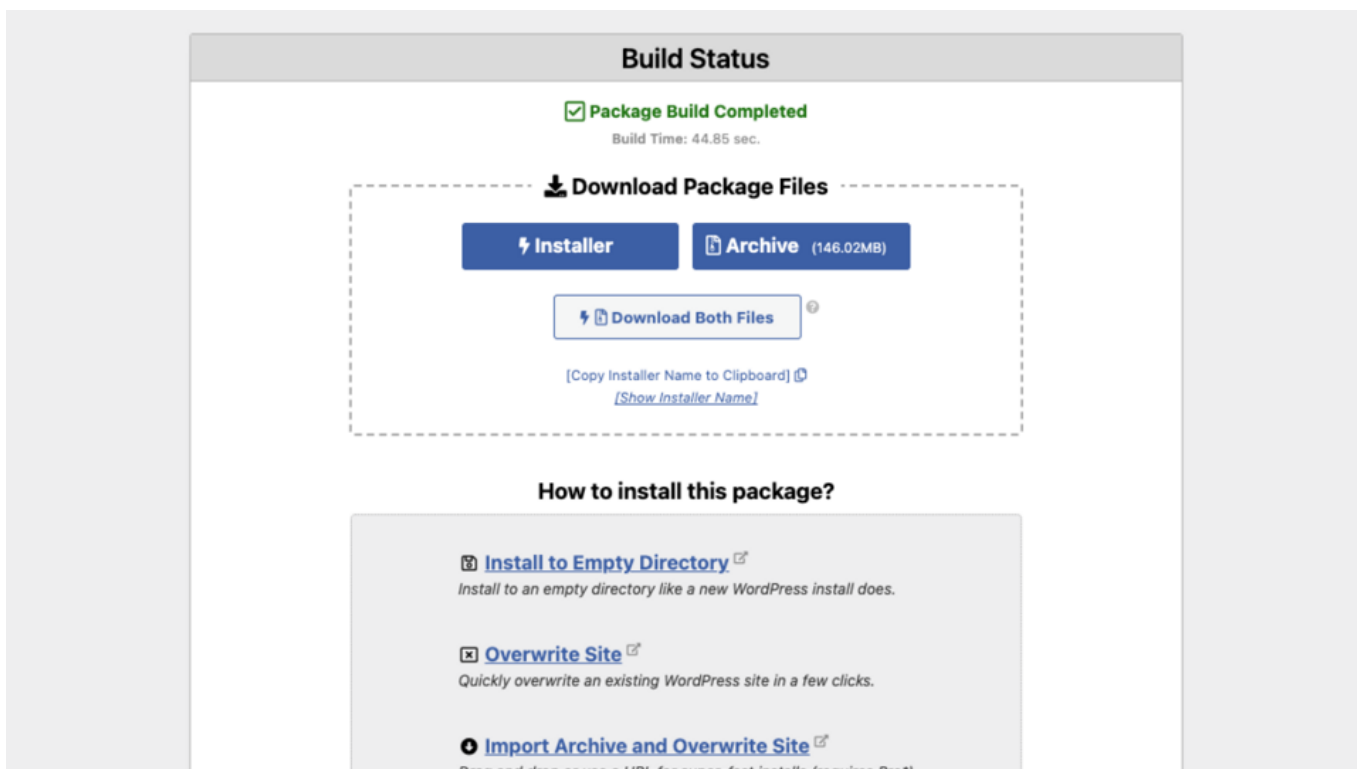 Build Status
Package Build Completed
Build Time: 44.85 sec.
Download Package Files
Installer
Archive (146.02MB)
Download Both Files
[Copy Installer Name to Clipboard]
[Show Installer Name]
How to install this package?
Install to Empty Directory
Install to an empty directory like a new WordPress install does.
Overwrite Site
Quickly overwrite an existing WordPress site in a few clicks.
Import Archive and Overwrite Site